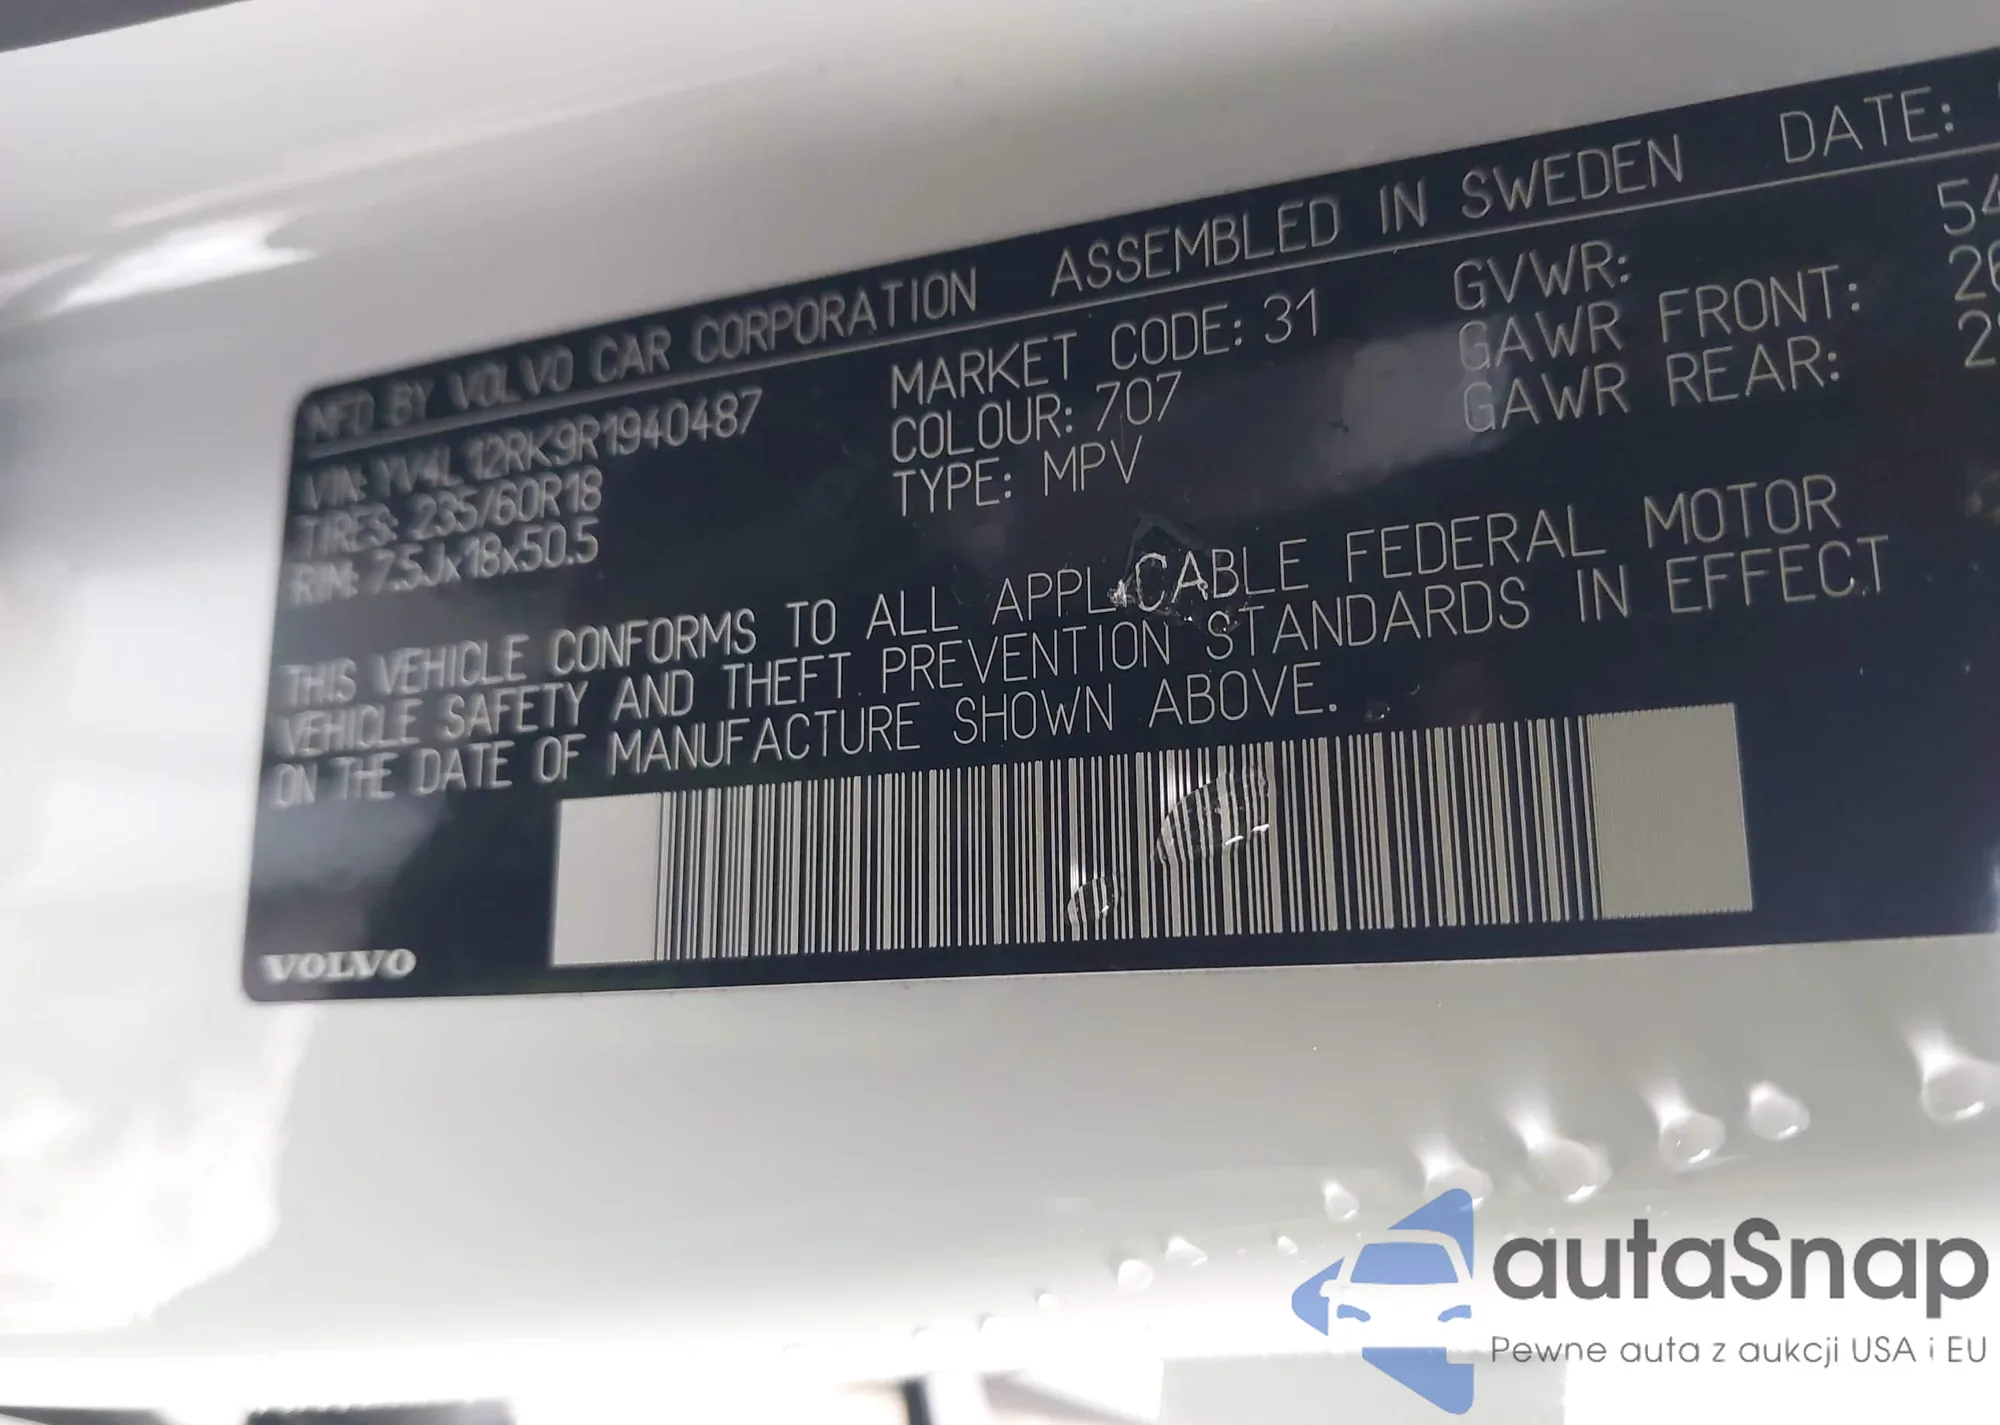 MFD BY VOLVO CAR CORPORATION ASSEMBLED IN SWEDEN DATE:
VIN: YV4L12RK9R1940487 MARKET CODE: 31 GVWR: 54
TIRES: 235/60R18 COLOUR: 707 GAWR FRONT: 26
RIM: 7.5Jx18x50.5 TYPE: MPV GAWR REAR: 2
THIS VEHICLE CONFORMS TO ALL APPLICABLE FEDERAL MOTOR
VEHICLE SAFETY AND THEFT PREVENTION STANDARDS IN EFFECT
ON THE DATE OF MANUFACTURE SHOWN ABOVE.
VOLVO
autaSnap
Pewne auta z aukcji USA i EU